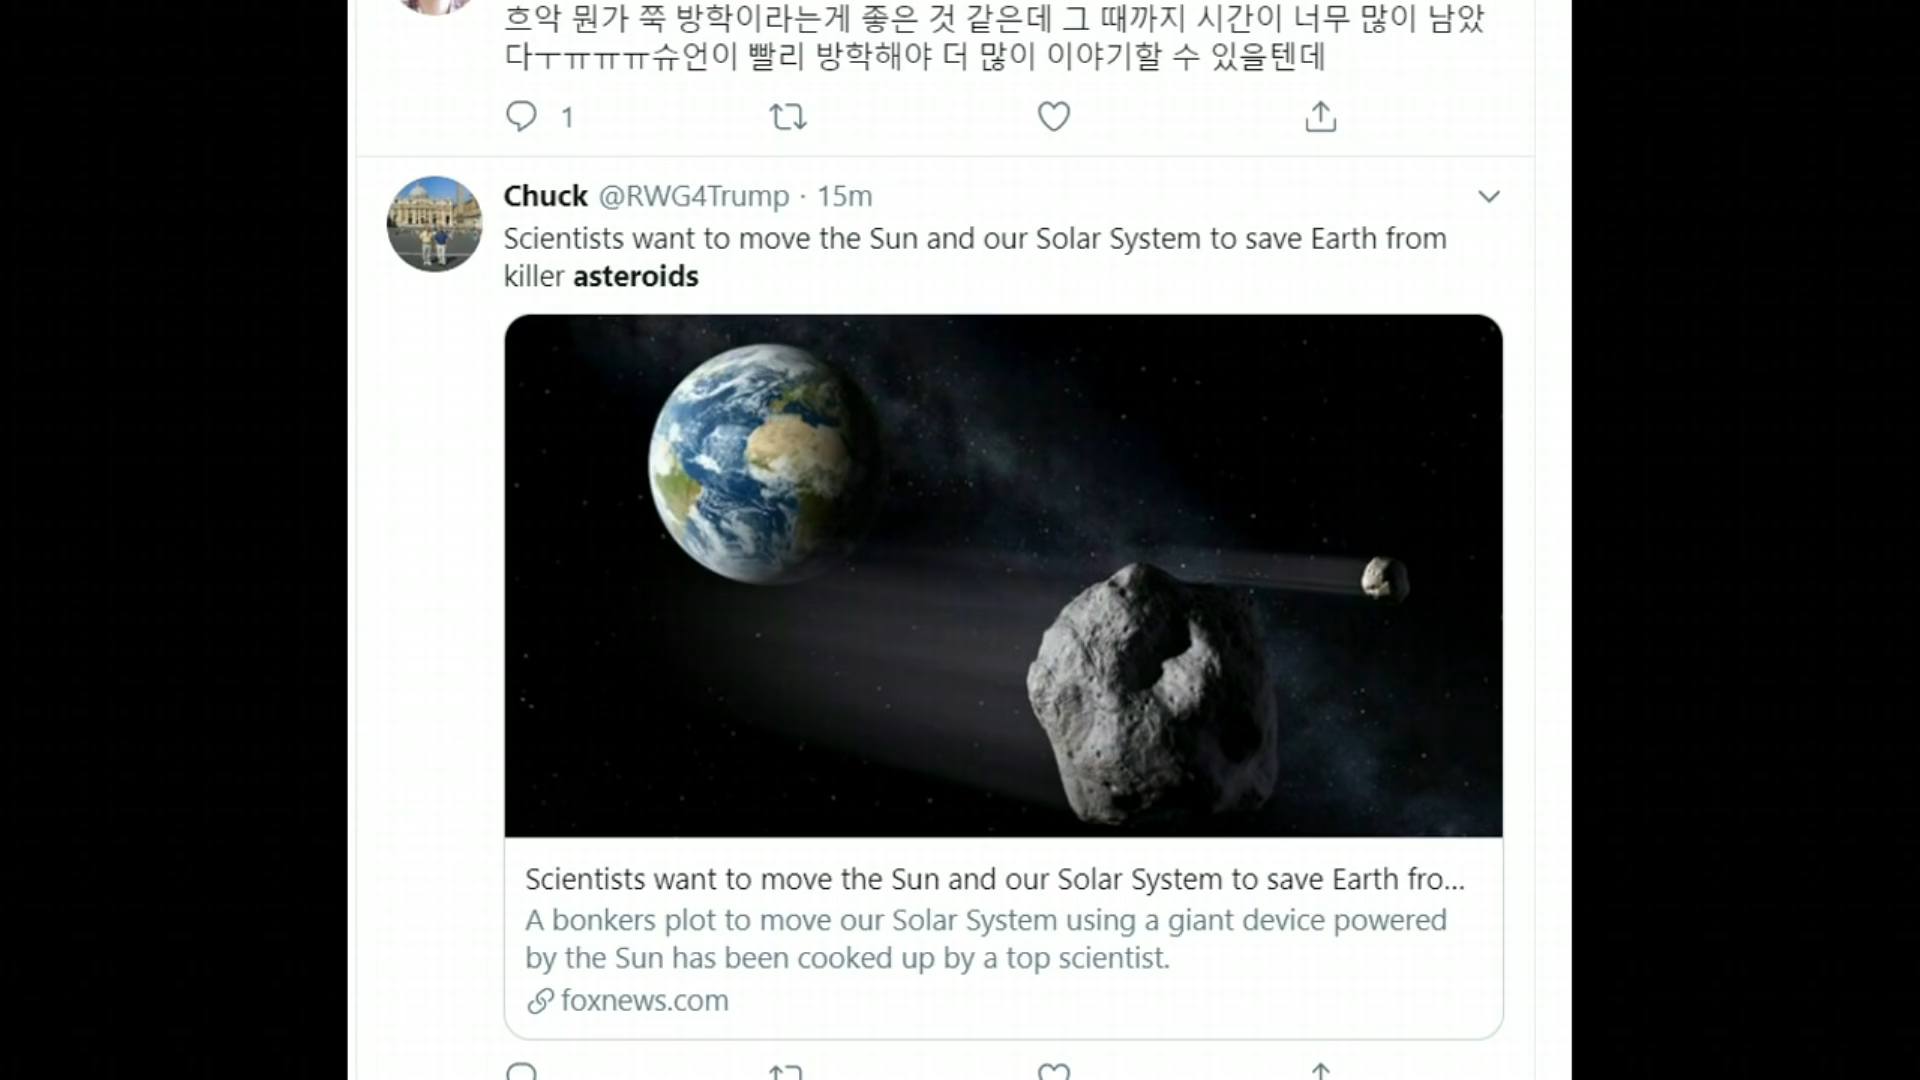 흐악 뭔가 쭉 방학이라는게 좋은 것 같은데 그 때까지 시간이 너무 많이 남았
다ㅜㅠㅠㅠㅠ슈언이 빨리 방학해야 더 많이 이야기할 수 있을텐데
1
Chuck @RWG4Trump · 15m
Scientists want to move the Sun and our Solar System to save Earth from
killer asteroids
Scientists want to move the Sun and our Solar System to save Earth fro...
A bonkers plot to move our Solar System using a giant device powered
by the Sun has been cooked up by a top scientist.
foxnews.com